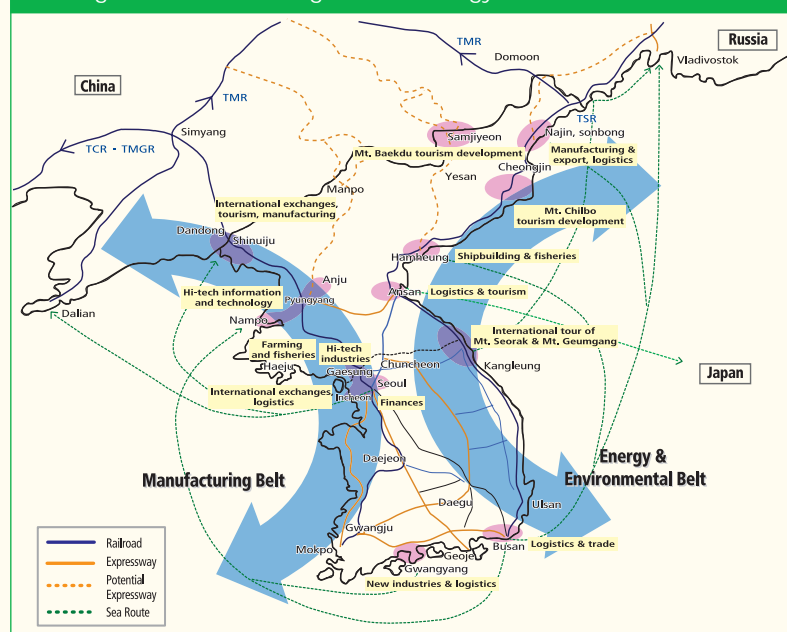 Russia
Domoon
TMR
Vladivostok
China
TMR
TSR
Simyang
Samjiyeon
Najin, sonbong
TCR - TMGR
Mt. Baekdu tourism development
Manufacturing &
export, logistics
Cheongjin
Yesan
Manpo
International exchanges,
tourism, manufacturing
Mt. Chilbo
tourism development
Dandong
Shinuiju
Hamheung
Shipbuilding & fisheries
Anju
Hi-tech information
and technology
Pyungyang
Ansan
Logistics & tourism
Dalian
Nampo
International tour of
Mt. Seorak & Mt. Geumgang
Farming
and fisheries
Hi-tech
industries
Haeju
Chuncheon
Kangleung
Gaesung
Japan
Seoul
International exchanges,
logistics
Incheon
Finances
Daejeon
Energy &
Environmental Belt
Manufacturing Belt
Daegu
Ulsan
Gwangju
Railroad
Expressway
Potential
Expressway
Sea Route
Mokpo
Geoje
Busan
Logistics & trade
Gwangyang
New industries & logistics